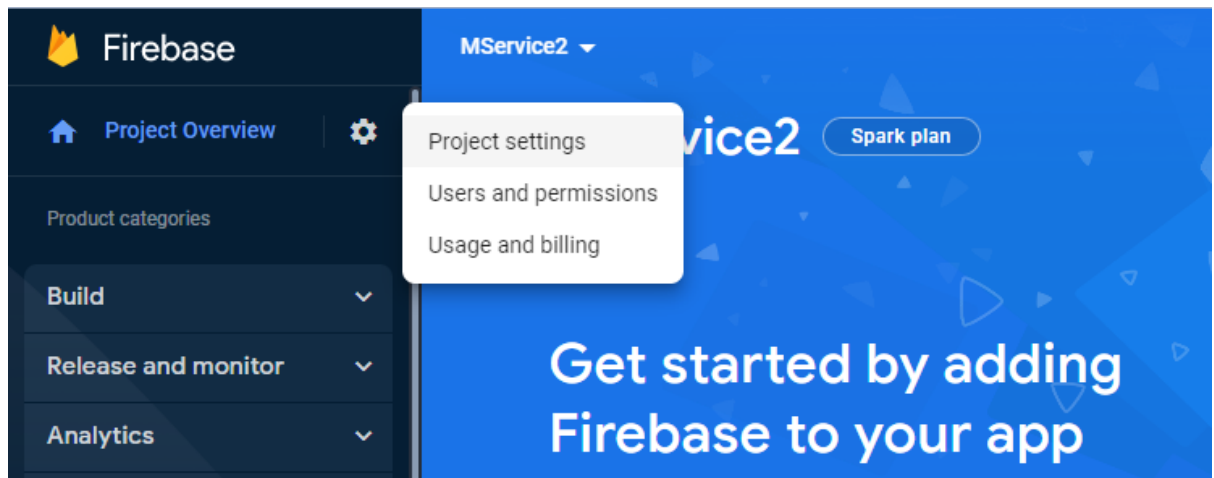 Firebase
MService2
Project Overview
Project settings
vice2
Spark plan
Users and permissions
Product categories
Usage and billing
Build
Release and monitor
Analytics
Get started by adding
Firebase to your app